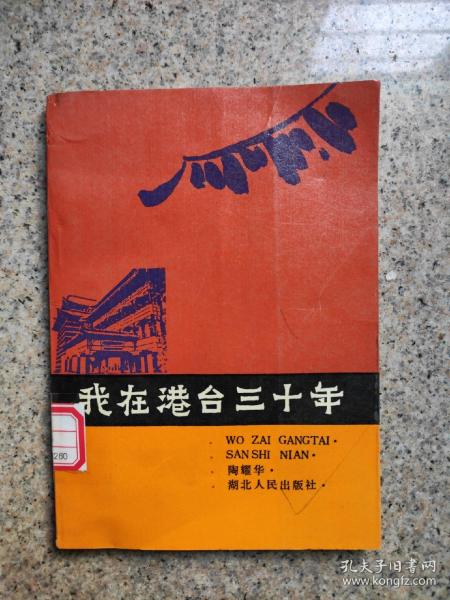 我在港台三十年
WO ZAI GANGTAI·
SAN SHI NIAN·
陶耀华·
湖北人民出版社·
260
孔夫子旧书网
www.kongfz.com